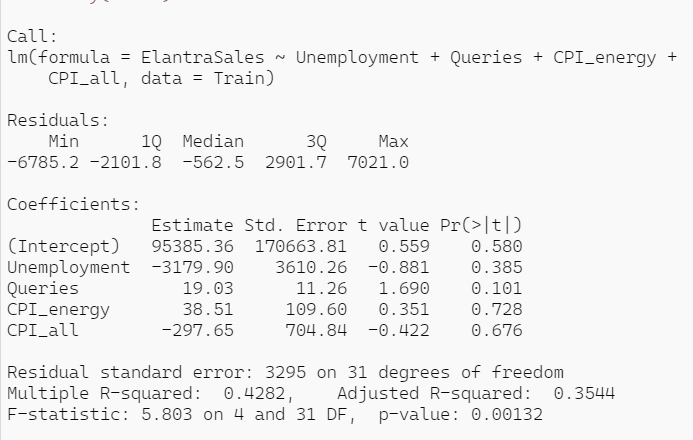 Call:
lm(formula = ElantraSales ~ Unemployment + Queries + CPI_energy +
    CPI_all, data = Train)
Residuals:
    Min      1Q  Median      3Q     Max
-6785.2 -2101.8  -562.5  2901.7  7021.0
Coefficients:
              Estimate Std. Error t value Pr(>|t|)
(Intercept)   95385.36  170663.81   0.559    0.580
Unemployment  -3179.90    3610.26  -0.881    0.385
Queries          19.03      11.26   1.690    0.101
CPI_energy       38.51     109.60   0.351    0.728
CPI_all        -297.65     704.84  -0.422    0.676
Residual standard error: 3295 on 31 degrees of freedom
Multiple R-squared:  0.4282,    Adjusted R-squared:  0.3544
F-statistic: 5.803 on 4 and 31 DF,  p-value: 0.00132